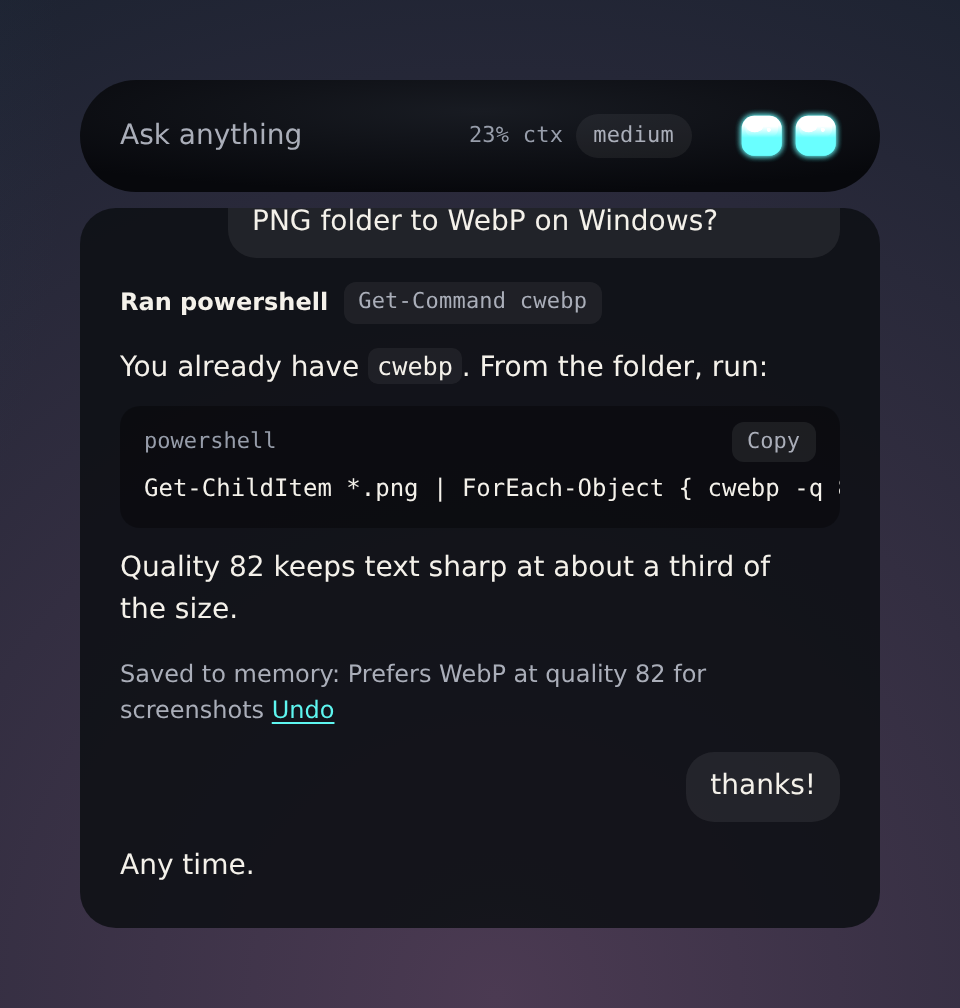 Ask anything
23% ctx
medium
PNG folder to WebP on Windows?
Ran powershell
Get-Command cwebp
You already have cwebp. From the folder, run:
powershell
Copy
Get-ChildItem *.png | ForEach-Object { cwebp -q
Quality 82 keeps text sharp at about a third of
the size.
Saved to memory: Prefers WebP at quality 82 for
screenshots Undo
thanks!
Any time.